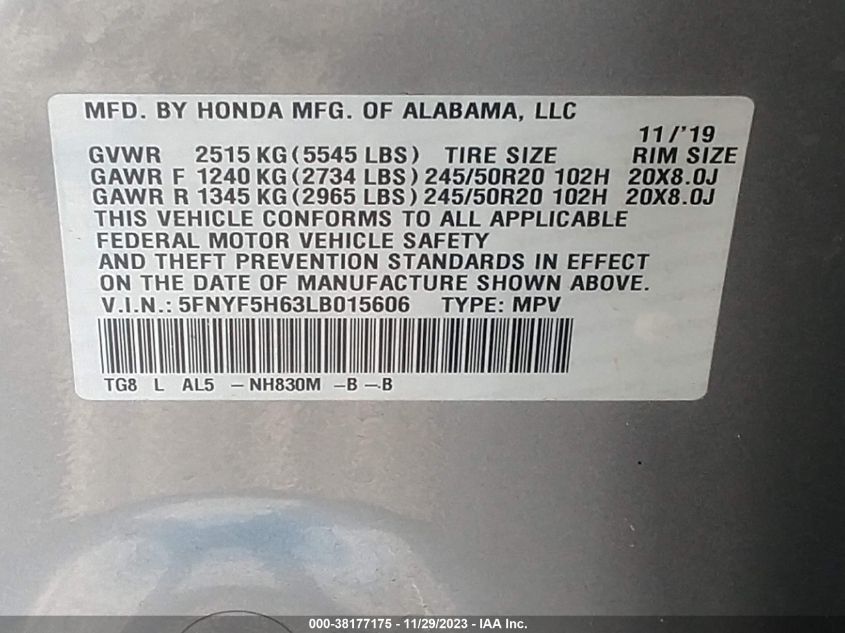 MFD. BY HONDA MFG. OF ALABAMA, LLC
11/'19
GVWR 2515 KG (5545 LBS) TIRE SIZE RIM SIZE
GAWR F 1240 KG (2734 LBS) 245/50R20 102H 20X8.0J
GAWR R 1345 KG (2965 LBS) 245/50R20 102H 20X8.0J
THIS VEHICLE CONFORMS TO ALL APPLICABLE
FEDERAL MOTOR VEHICLE SAFETY
AND THEFT PREVENTION STANDARDS IN EFFECT
ON THE DATE OF MANUFACTURE SHOWN ABOVE.
V.I.N.: 5FNYF5H63LB015606 TYPE: MPV
TG8 L AL5 - NH830M - B - B
000-38177175 - 11/29/2023 - IAA Inc.